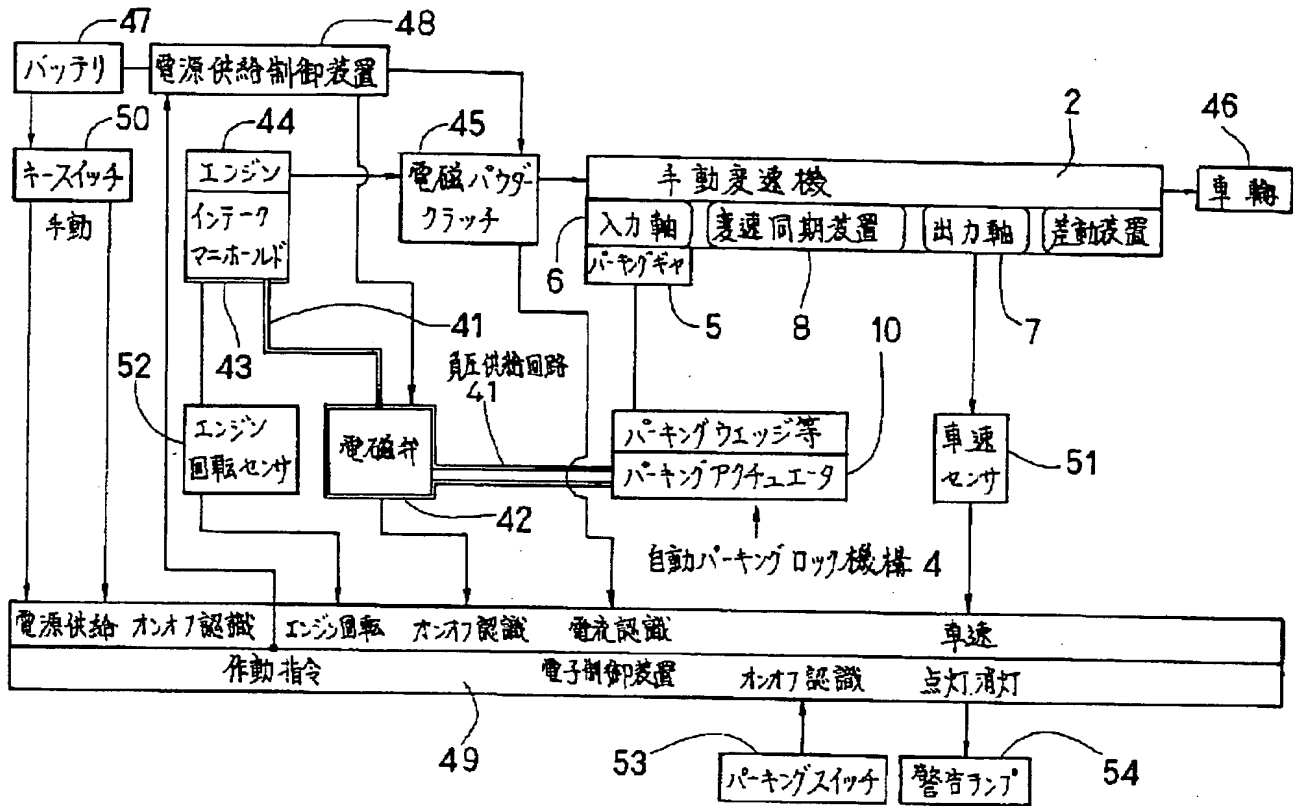 47
48
バッテリ
電源供給制御装置
50
44
45
2
46
キースイッチ
手動
エンジン
インテーク
マニホールド
電磁パウダー
クラッチ
手動変速機
車輪
入力軸
変速同期装置
出力軸
差動装置
パーキングギヤ
6
5
8
7
43
41
負圧供給回路
41
10
52
エンジン
回転センサ
電磁弁
42
パーキングウエッジ等
パーキングアクチュエータ
車速
センサ
51
自動パーキングロック機構 4
電源供給 オンオフ認識 エンジン回転 オンオフ認識 電流認識 車速
作動指令 電子制御装置 オンオフ認識 点灯.消灯
49
53
パーキングスイッチ
警告ランプ
54